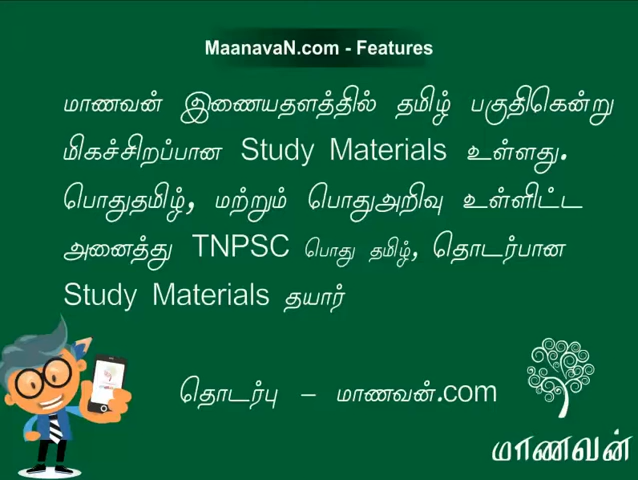 MaanavaN.com - Features
மாணவன் இணையதளத்தில் தமிழ் பகுதிகென்று
மிகச்சிறப்பான Study Materials உள்ளது.
பொதுதமிழ், மற்றும் பொதுஅறிவு உள்ளிட்ட
அனைத்து TNPSC பொது தமிழ், தொடர்பான
Study Materials தயார்
தொடர்பு – மாணவன்.com
மாணவன்